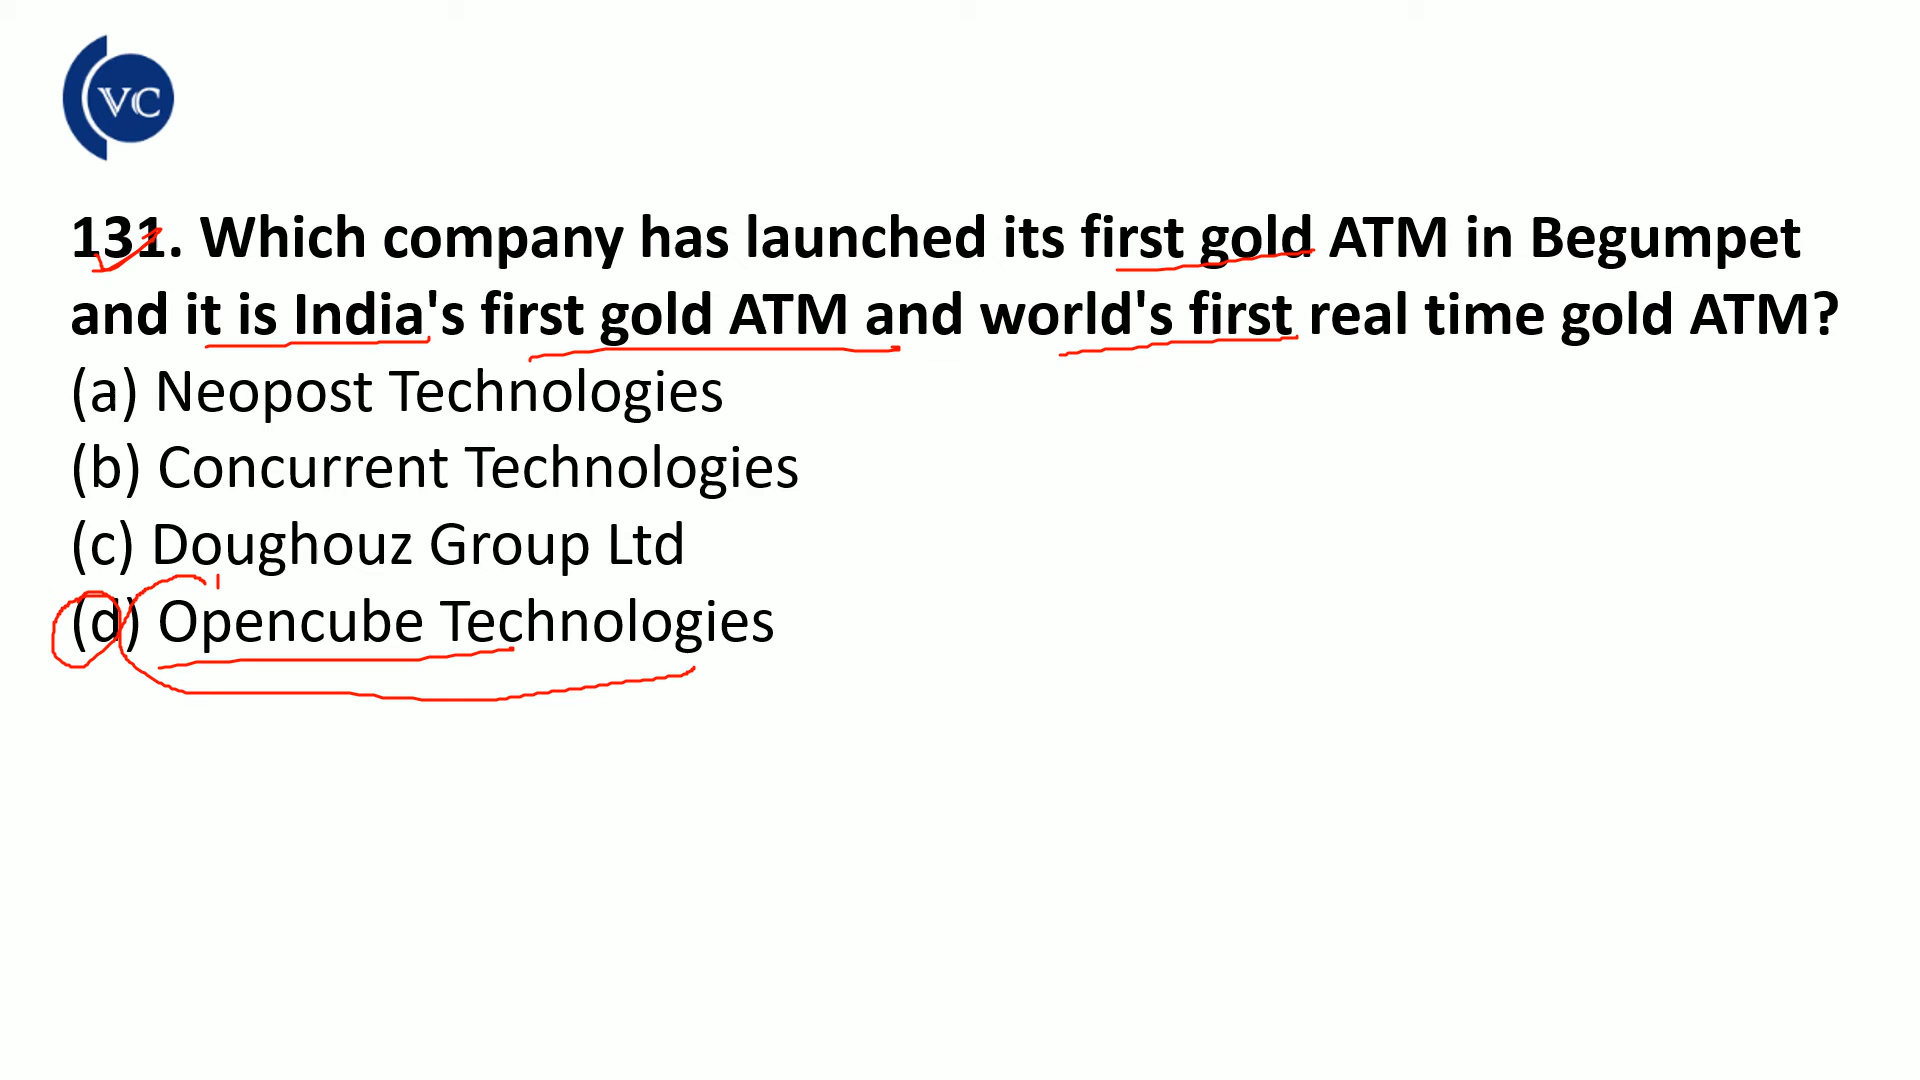 VC
131. Which company has launched its first gold ATM in Begumpet
and it is India's first gold ATM and world's first real time gold ATM?
(a) Neopost Technologies
(b) Concurrent Technologies
(c) Doughouz Group Ltd
(d) Opencube Technologies